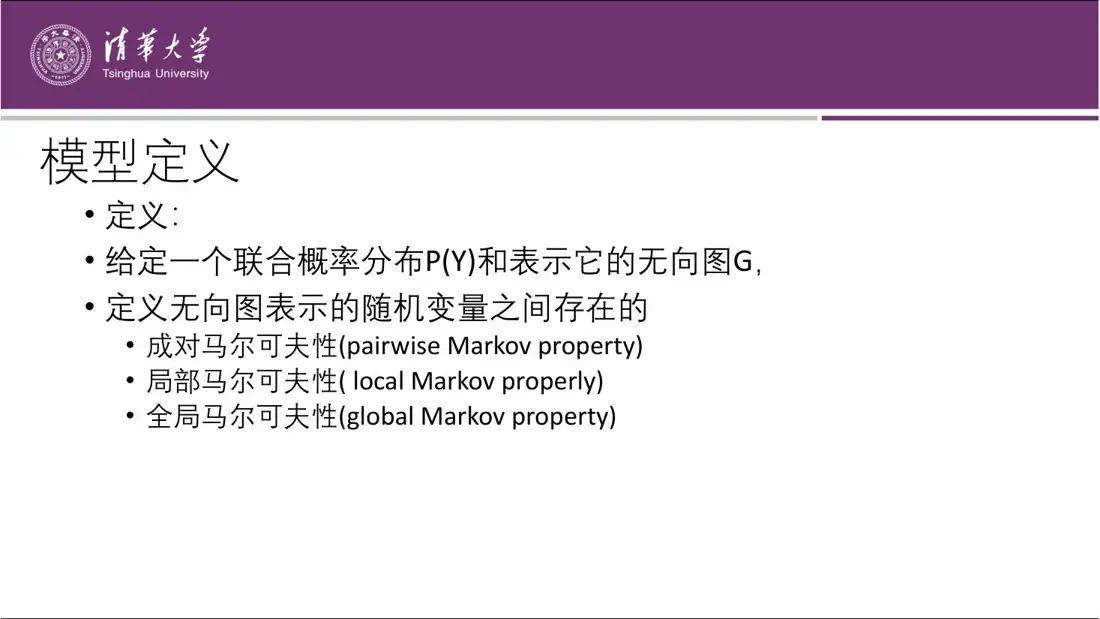 清华大学
Tsinghua University
模型定义
• 定义：
• 给定一个联合概率分布P(Y)和表示它的无向图G,
• 定义无向图表示的随机变量之间存在的
• 成对马尔可夫性(pairwise Markov property)
• 局部马尔可夫性( local Markov properly)
• 全局马尔可夫性(global Markov property)